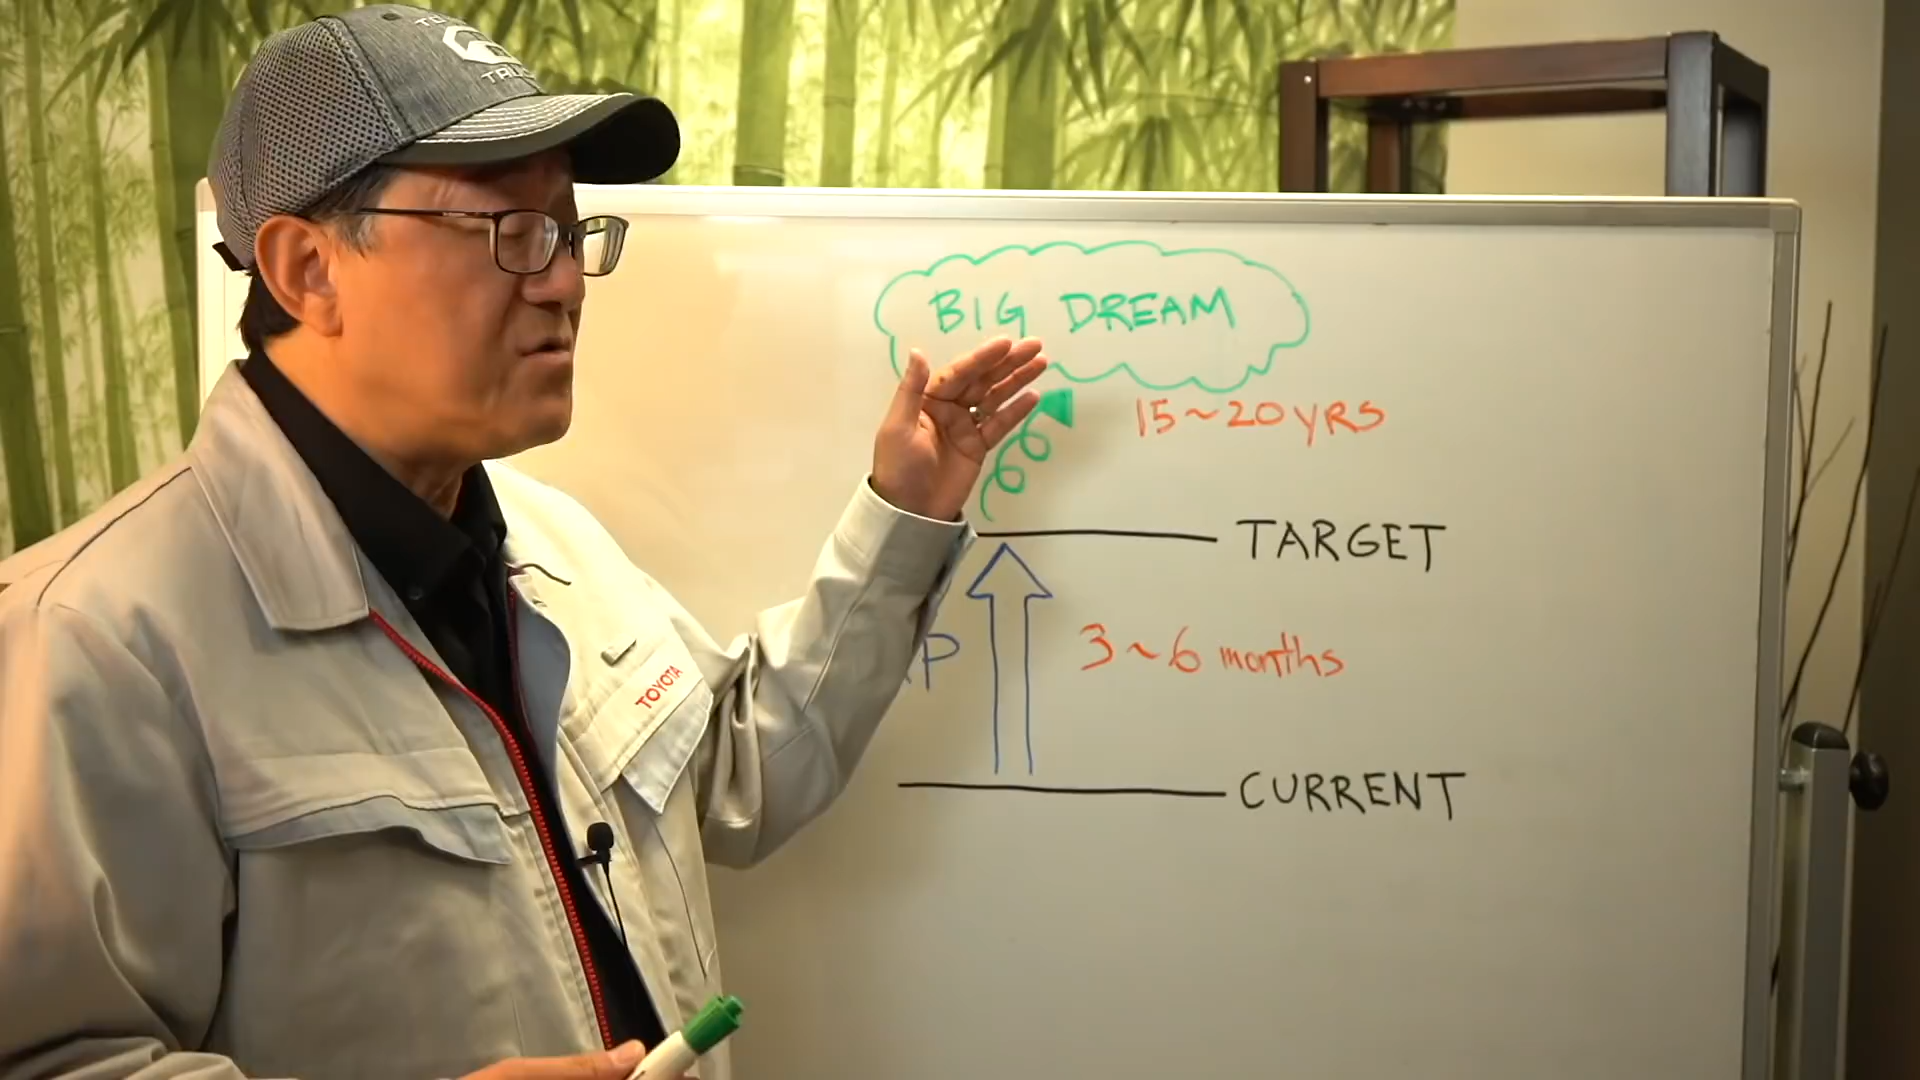 BIG DREAM
15~20 YRS
TARGET
3~6 months
CURRENT
TOYOTA